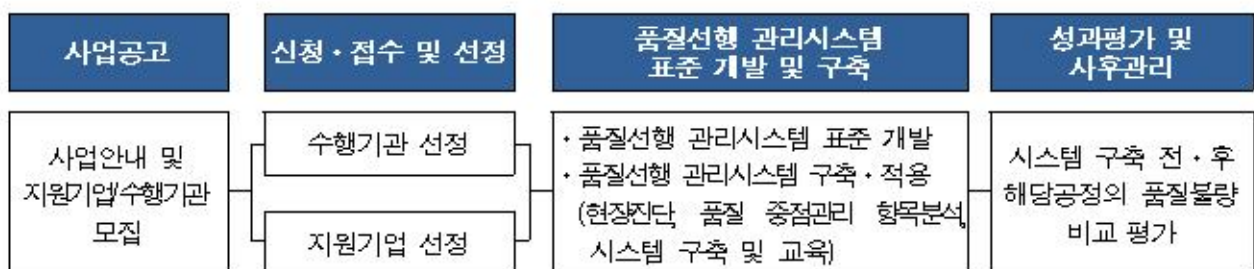 사업공고
신청·접수 및 선정
품질선행 관리시스템
표준 개발 및 구축
성과평가 및
사후관리
사업안내 및
지원기업/수행기관
모집
수행기관 선정
지원기업 선정
·품질선행 관리시스템 표준 개발
·품질선행 관리시스템 구축·적용
(현장진단, 품질 중점관리 항목분석,
시스템 구축 및 교육)
시스템 구축 전·후
해당공정의 품질불량
비교 평가